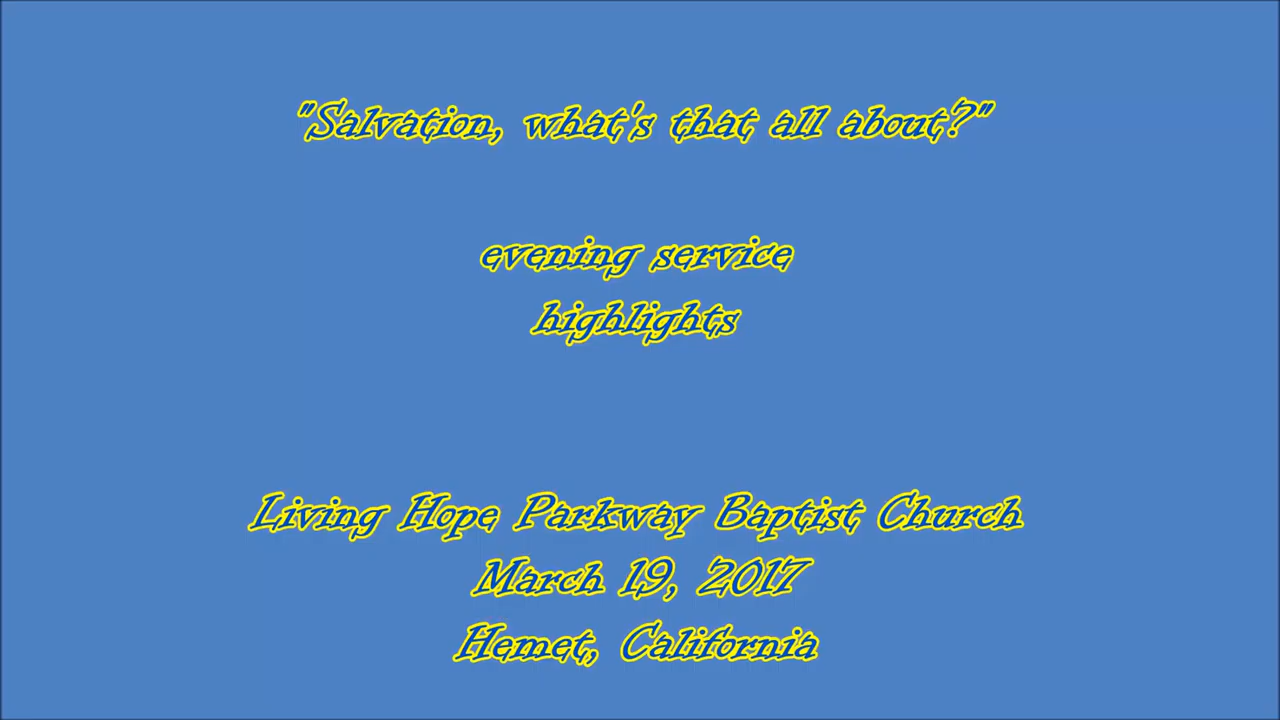 "Salvation, what's that all about?"
evening service
highlights
Living Hope Parkway Baptist Church
March 19, 2017
Hemet, California